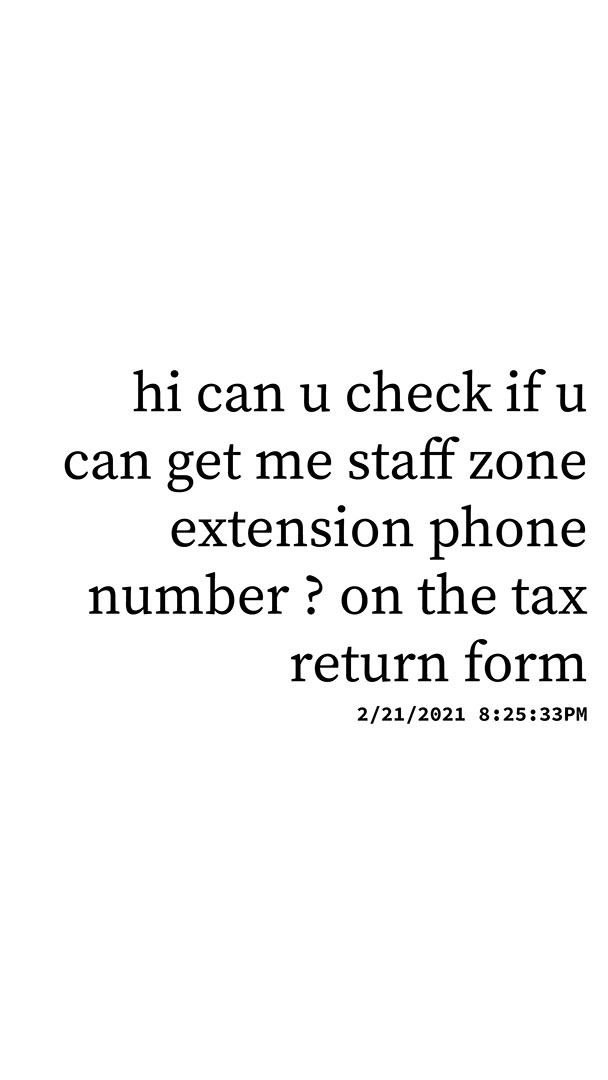 hi can u check if u
can get me staff zone
extension phone
number ? on the tax
return form
2/21/2021 8:25:33PM